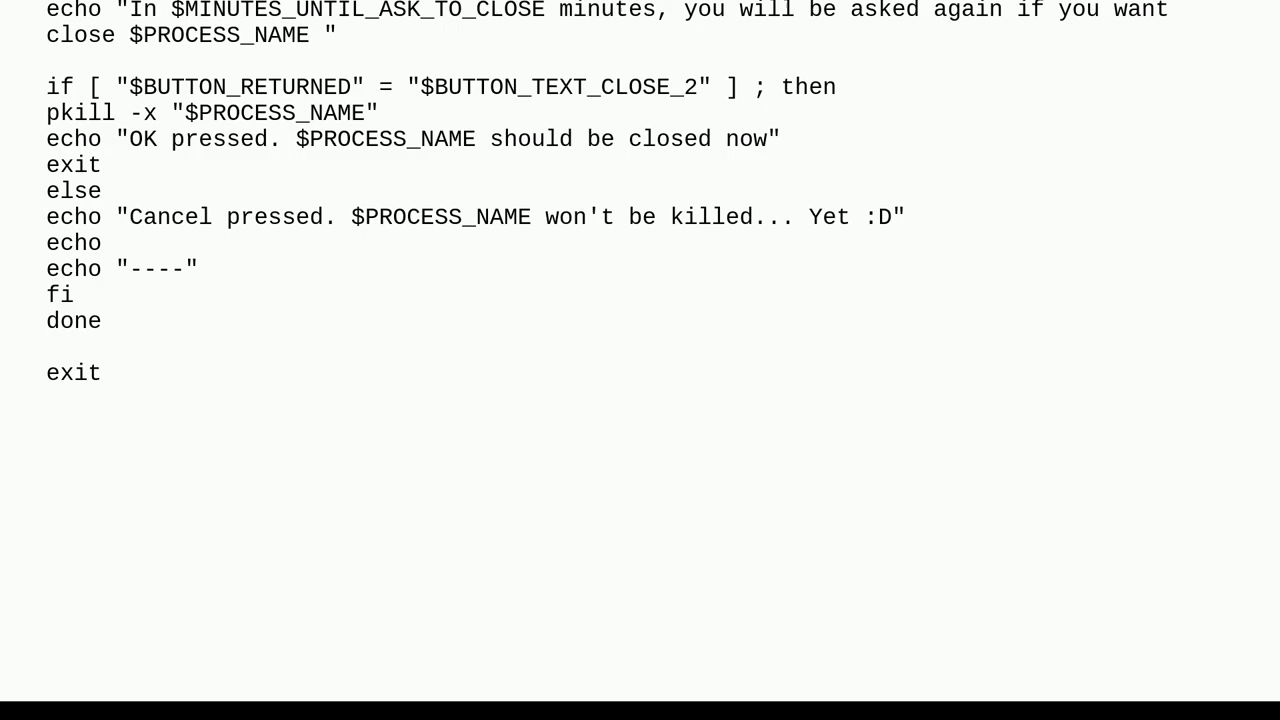 echo "In $MINUTES_UNTIL_ASK_TO_CLOSE minutes, you will be asked again if you want
close $PROCESS_NAME "
if [ "$BUTTON_RETURNED" = "$BUTTON_TEXT_CLOSE_2" ] ; then
pkill -x "$PROCESS_NAME"
echo "OK pressed. $PROCESS_NAME should be closed now"
exit
else
echo "Cancel pressed. $PROCESS_NAME won't be killed... Yet :D"
echo
echo "----"
fi
done
exit